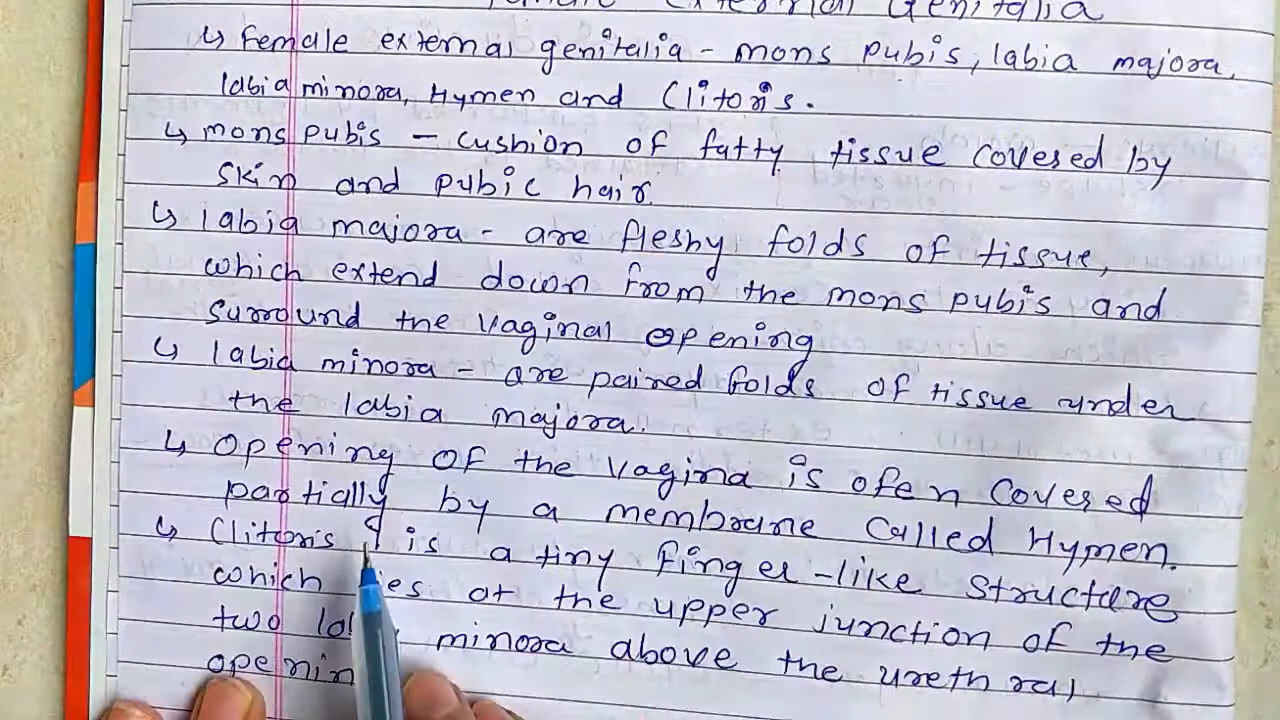 Female External Genitalia
↳ Female external genitalia - mons pubis, labia majora,
labia minora, Hymen and Clitoris.
↳ mons pubis - cushion of fatty tissue covered by
skin and pubic hair.
↳ labia majora - are fleshy folds of tissue,
which extend down from the mons pubis and
surround the vaginal opening
↳ labia minora - are paired folds of tissue under
the labia majora.
↳ Opening of the vagina is ofen covered
partially by a membrane called Hymen.
↳ Clitoris is a tiny finger-like structure
which lies at the upper junction of the
two minora above the urethral